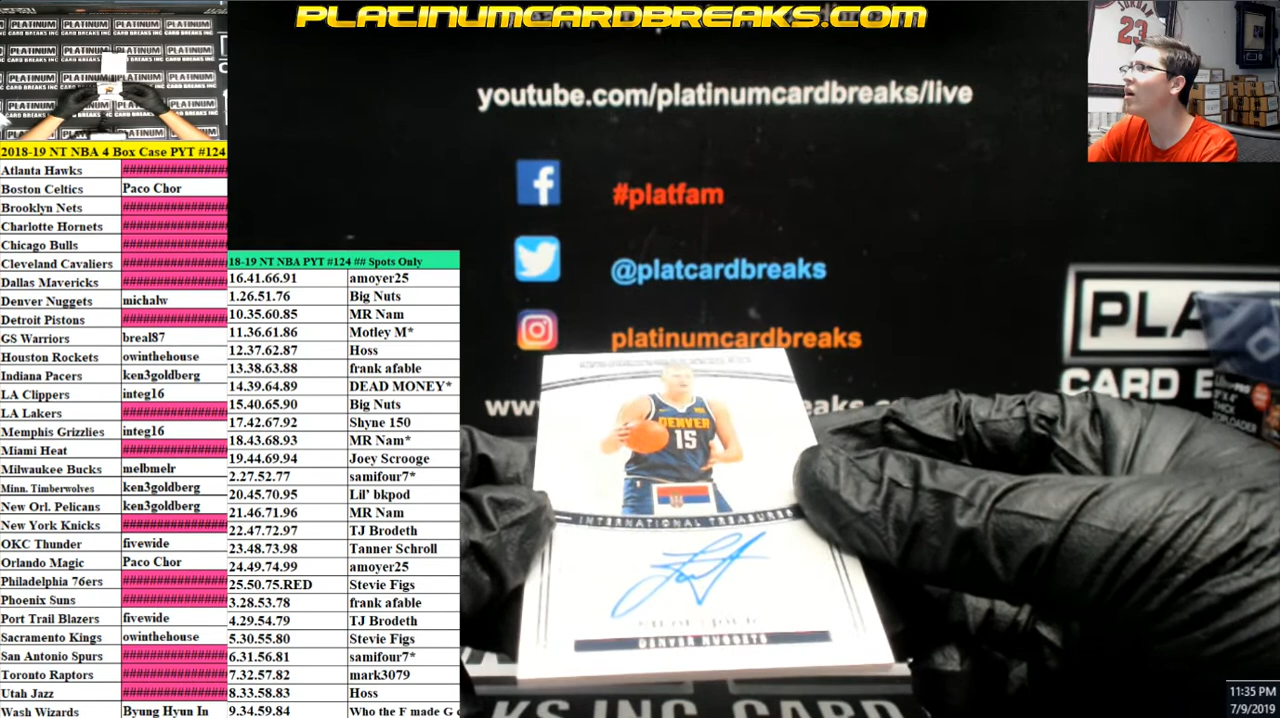 PLATINUMCARDBREAKS.COM
youtube.com/platinumcardbreaks/live
#platfam
@platcardbreaks
platinumcardbreaks
JORDAN
23
PLATINUM
CARD BREAKS INC
2018-19 NT NBA 4 Box Case PYT #124
Atlanta Hawks ##################
Boston Celtics Paco Chor
Brooklyn Nets ##################
Charlotte Hornets ##################
Chicago Bulls ##################
Cleveland Cavaliers ##################
Dallas Mavericks ##################
Denver Nuggets michalw
Detroit Pistons ##################
GS Warriors breal87
Houston Rockets owinthehouse
Indiana Pacers ken3goldberg
LA Clippers integ16
LA Lakers ##################
Memphis Grizzlies integ16
Miami Heat ##################
Milwaukee Bucks melbmelr
Minn. Timberwolves ken3goldberg
New Orl. Pelicans ken3goldberg
New York Knicks ##################
OKC Thunder fivewide
Orlando Magic Paco Chor
Philadelphia 76ers ##################
Phoenix Suns ##################
Port Trail Blazers fivewide
Sacramento Kings owinthehouse
San Antonio Spurs ##################
Toronto Raptors ##################
Utah Jazz ##################
Wash Wizards Byung Hyun In
18-19 NT NBA PYT #124 ## Spots Only
16.41.66.91 amoyer25
1.26.51.76 Big Nuts
10.35.60.85 MR Nam
11.36.61.86 Motley M*
12.37.62.87 Hoss
13.38.63.88 frank afable
14.39.64.89 DEAD MONEY*
15.40.65.90 Big Nuts
17.42.67.92 Shyne 150
18.43.68.93 MR Nam*
19.44.69.94 Joey Scrooge
2.27.52.77 samifour7*
20.45.70.95 Lil' bkpod
21.46.71.96 MR Nam
22.47.72.97 TJ Brodeth
23.48.73.98 Tanner Schroll
24.49.74.99 amoyer25
25.50.75.RED Stevie Figs
3.28.53.78 frank afable
4.29.54.79 TJ Brodeth
5.30.55.80 Stevie Figs
6.31.56.81 samifour7*
7.32.57.82 mark3079
8.33.58.83 Hoss
9.34.59.84 Who the F made G
DENVER
15
INTERNATIONAL TREASURES
DENVER NUGGETS
PLA
CARD B
www.
KS INC CARD
11:35 PM
7/9/2019